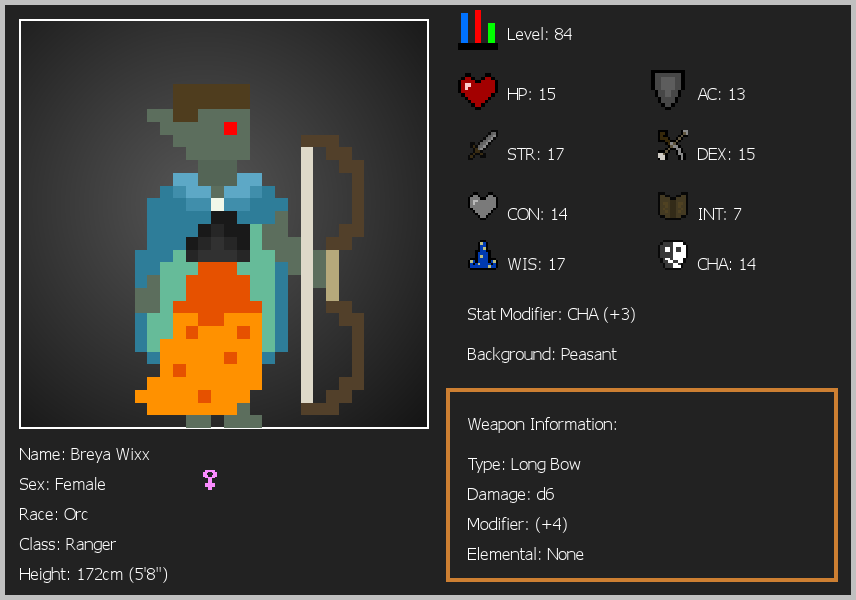 Level: 84
HP: 15
AC: 13
STR: 17
DEX: 15
CON: 14
INT: 7
WIS: 17
CHA: 14
Stat Modifier: CHA (+3)
Background: Peasant
Weapon Information:
Type: Long Bow
Damage: d6
Modifier: (+4)
Elemental: None
Name: Breya Wixx
Sex: Female
Race: Orc
Class: Ranger
Height: 172cm (5'8")